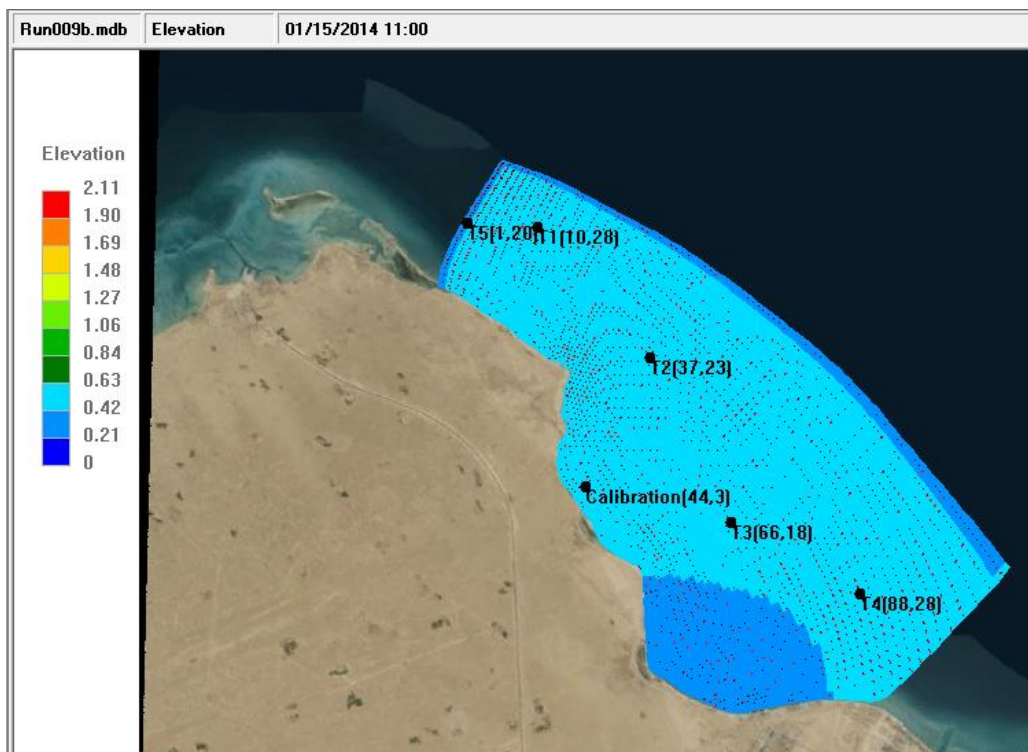 Run009b.mdb Elevation 01/15/2014 11:00
Elevation
2.11
1.90
1.69
1.48
1.27
1.06
0.84
0.63
0.42
0.21
0
T5(1,28)
T1(10,28)
T2(37,23)
Calibration(44,3)
T3(66,18)
T4(88,28)